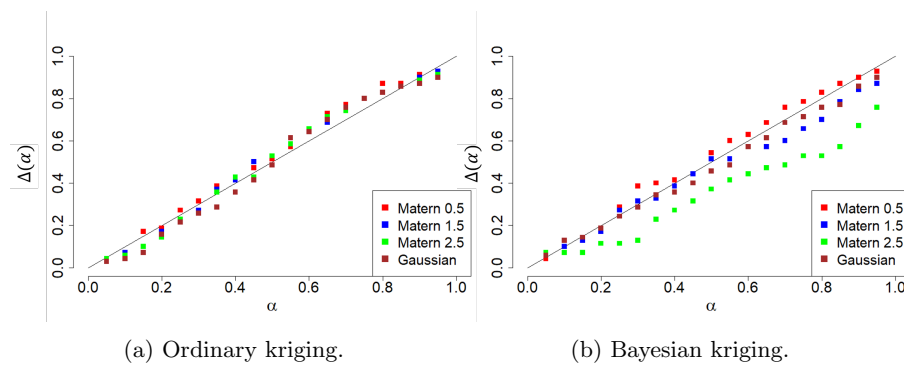 1.0
0.8
0.6
0.4
0.2
0.0
Δ(α)
0.0 0.2 0.4 0.6 0.8 1.0
α
Matern 0.5
Matern 1.5
Matern 2.5
Gaussian
(a) Ordinary kriging.
1.0
0.8
0.6
0.4
0.2
0.0
Δ(α)
0.0 0.2 0.4 0.6 0.8 1.0
α
Matern 0.5
Matern 1.5
Matern 2.5
Gaussian
(b) Bayesian kriging.